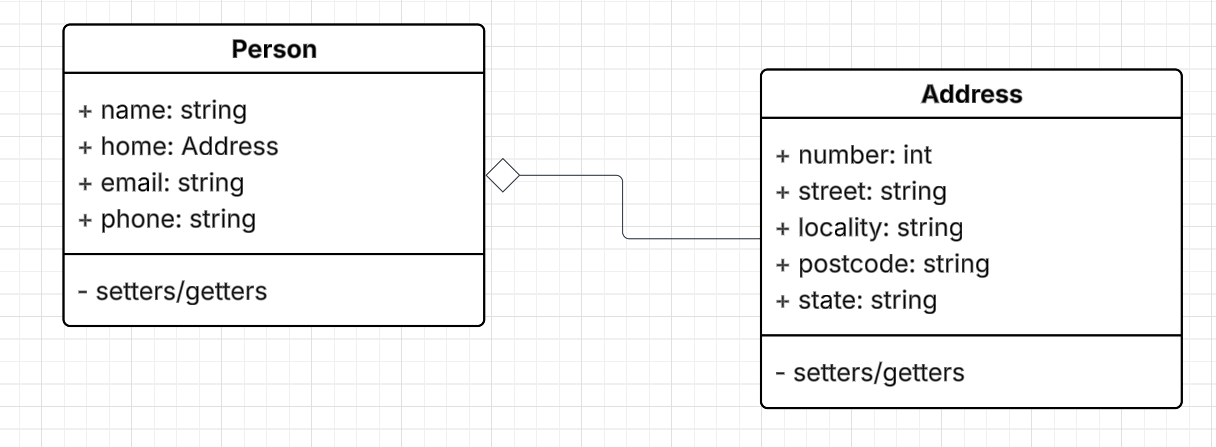 Person
+ name: string
+ home: Address
+ email: string
+ phone: string
- setters/getters
Address
+ number: int
+ street: string
+ locality: string
+ postcode: string
+ state: string
- setters/getters